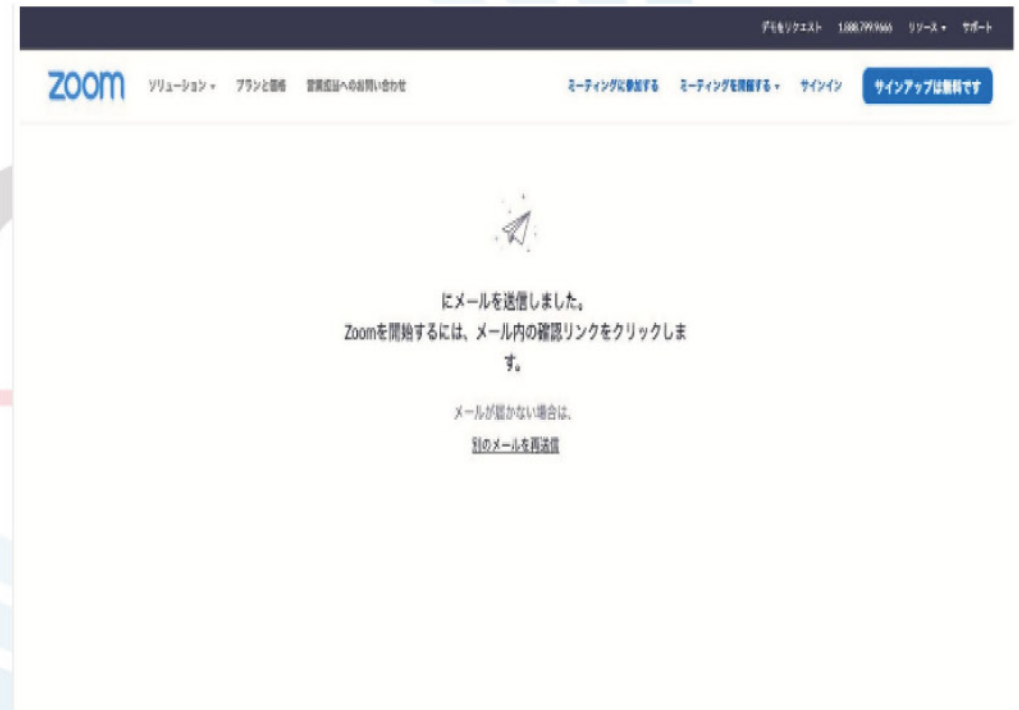 デモをリクエスト 1.888.799.9666 リソース サポート
zoom ソリューション プランと価格 営業担当へのお問い合わせ ミーティングに参加する ミーティングを開催する サインイン サインアップは無料です
にメールを送信しました。
Zoomを開始するには、メール内の確認リンクをクリックしま
す。
メールが届かない場合は、
別のメールを再送信